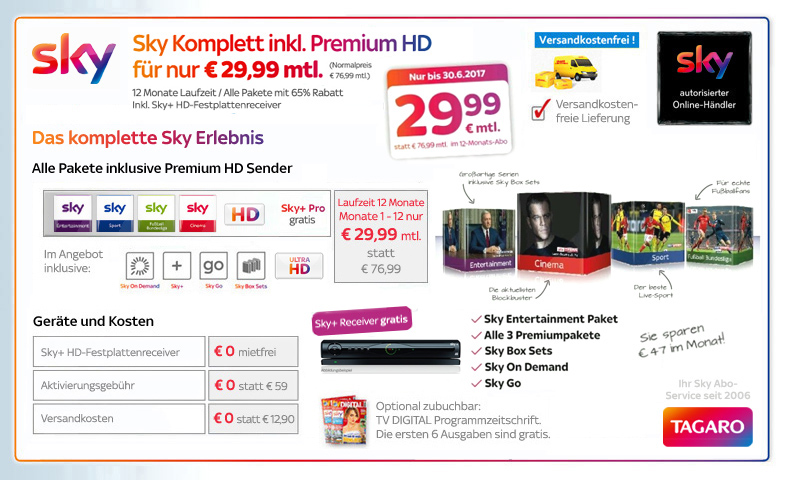 sky
Sky Komplett inkl. Premium HD
für nur € 29,99 mtl. (Normalpreis € 76,99 mtl.)
12 Monate Laufzeit / Alle Pakete mit 65% Rabatt
Inkl. Sky+ HD-Festplattenreceiver
Nur bis 30.6.2017
29.99
€ mtl.
statt € 76,99 mtl. im 12-Monats-Abo
Versandkostenfrei !
Versandkosten-
freie Lieferung
sky
autorisierter
Online-Händler
Das komplette Sky Erlebnis
Alle Pakete inklusive Premium HD Sender
sky Entertainment
sky Sport
sky Fußball-Bundesliga
sky Cinema
HD
Sky+ Pro
gratis
Laufzeit 12 Monate
Monate 1 - 12 nur
€ 29,99 mtl.
statt
€ 76,99
Im Angebot
inklusive:
Sky On Demand
+ Sky+
go Sky Go
Sky Box Sets
ULTRA HD
Großartige Serien
inklusive Sky Box Sets
Für echte
Fußballfans
Entertainment
Cinema
Sport
Fußball Bundesliga
Die aktuellsten
Blockbuster
Der beste
Live-Sport
Geräte und Kosten
Sky+ HD-Festplattenreceiver € 0 mietfrei
Aktivierungsgebühr € 0 statt € 59
Versandkosten € 0 statt € 12,90
Sky+ Receiver gratis
Sky Entertainment Paket
Alle 3 Premiumpakete
Sky Box Sets
Sky On Demand
Sky Go
Sie sparen
€ 47 im Monat!
DIGITAL
Optional zubuchbar:
TV DIGITAL Programmzeitschrift.
Die ersten 6 Ausgaben sind gratis.
Ihr Sky Abo-
Service seit 2006
TAGARO